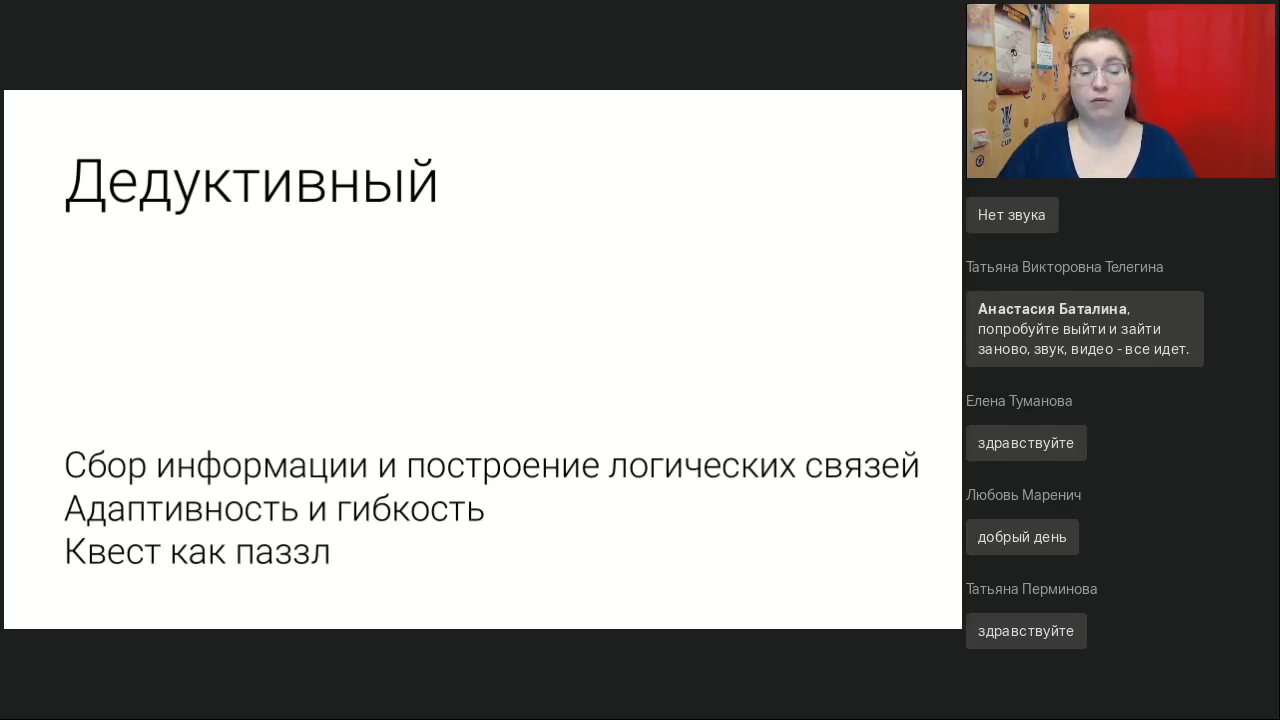 Дедуктивный
Сбор информации и построение логических связей
Адаптивность и гибкость
Квест как паззл
CUP
Нет звука
Татьяна Викторовна Телегина
Анастасия Баталина,
попробуйте выйти и зайти
заново, звук, видео - все идет.
Елена Туманова
здравствуйте
Любовь Маренич
добрый день
Татьяна Перминова
здравствуйте